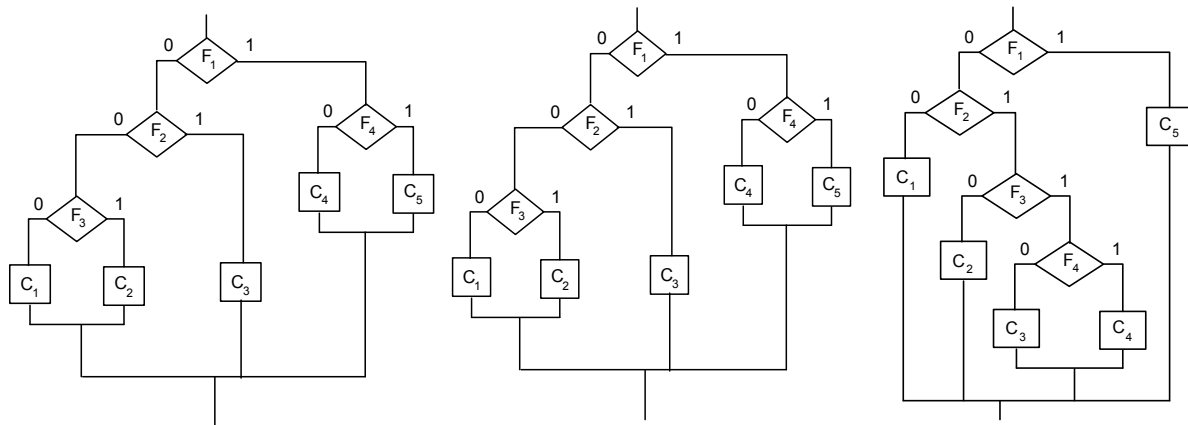 0 F₁ 1
0 F₂ 1
0 F₄ 1
0 F₃ 1
C₄ C₅
C₁ C₂ C₃
0 F₁ 1
0 F₂ 1
0 F₄ 1
0 F₃ 1
C₄ C₅
C₁ C₂ C₃
0 F₁ 1
0 F₂ 1
C₅
C₁
0 F₃ 1
C₂
0 F₄ 1
C₃ C₄